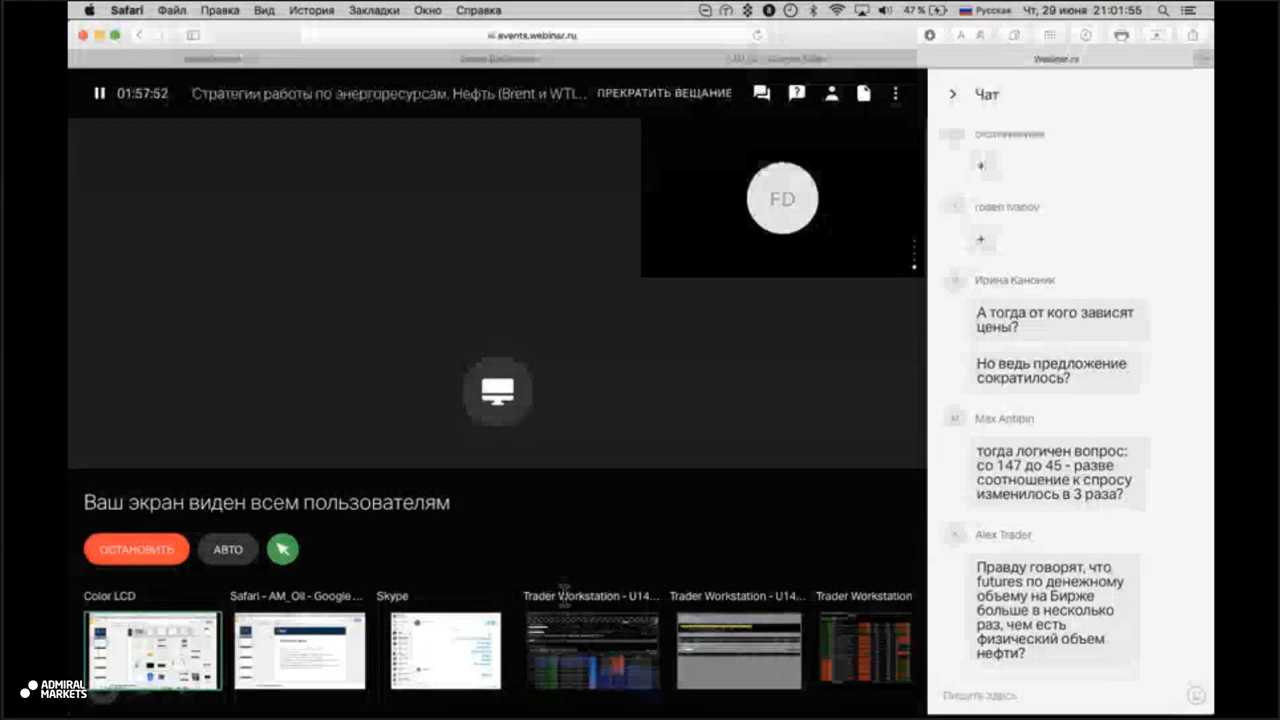 Safari Файл Правка Вид История Закладки Окно Справка 47 % Русская Чт, 29 июня 21:01:55
events.webinar.ru
Webinar.ru
01:57:52 Стратегии работы по энергоресурсам. Нефть (Brent и WTI... ПРЕКРАТИТЬ ВЕЩАНИЕ
Чат
FD
+
rosen ivanov
+
Ирина Каноник
А тогда от кого зависят
цены?
Но ведь предложение
сократилось?
Max Antipin
тогда логичен вопрос:
со 147 до 45 - разве
соотношение к спросу
изменилось в 3 раза?
Alex Trader
Правду говорят, что
futures по денежному
объему на Бирже
больше в несколько
раз, чем есть
физический объем
нефти?
Пишите здесь
Ваш экран виден всем пользователям
ОСТАНОВИТЬ АВТО
Color LCD Safari - AM_Oil - Google ... Skype Trader Workstation - U14... Trader Workstation - U14... Trader Workstation
ADMIRAL
MARKETS